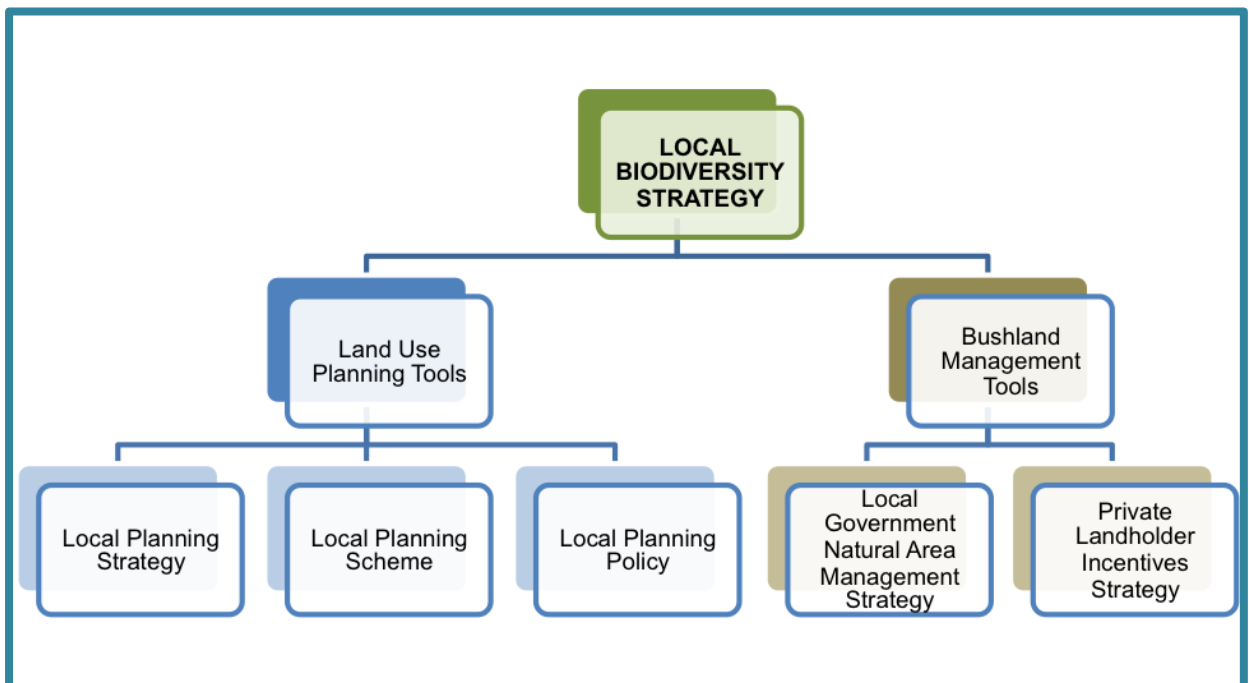 LOCAL
BIODIVERSITY
STRATEGY
Land Use
Planning Tools
Bushland
Management
Tools
Local Planning
Strategy
Local Planning
Scheme
Local Planning
Policy
Local
Government
Natural Area
Management
Strategy
Private
Landholder
Incentives
Strategy